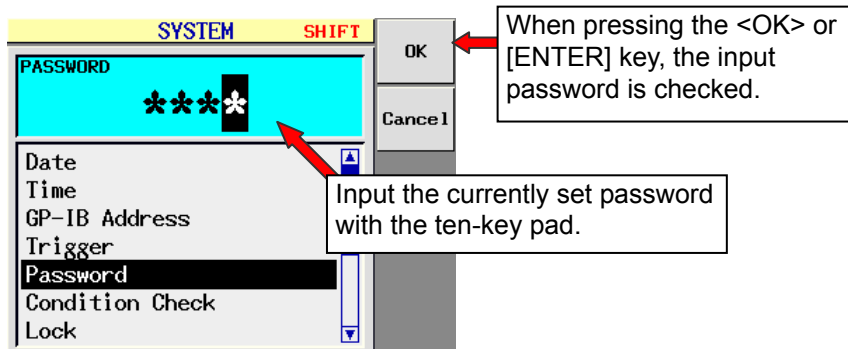 SYSTEM SHIFT
PASSWORD
****
Date
Time
GP-IB Address
Trigger
Password
Condition Check
Lock
OK
Cancel
When pressing the <OK> or
[ENTER] key, the input
password is checked.
Input the currently set password
with the ten-key pad.